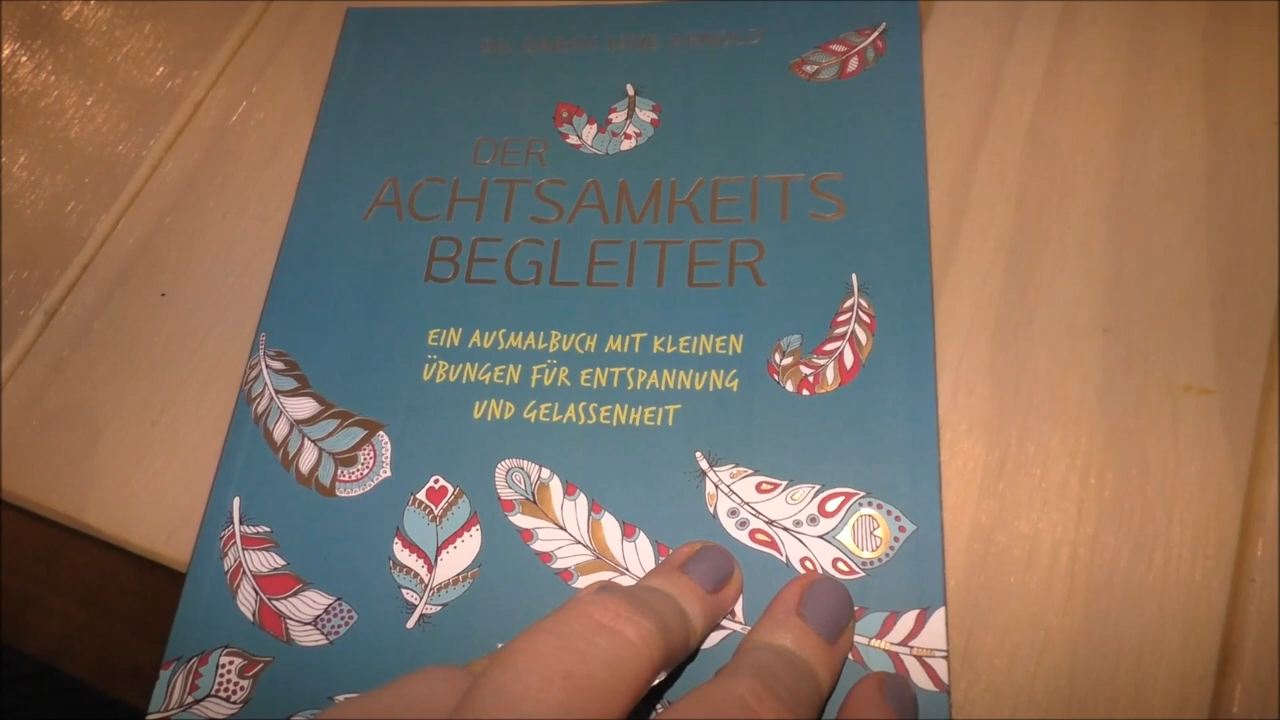 DER
ACHTSAMKEITS
BEGLEITER
EIN AUSMALBUCH MIT KLEINEN
ÜBUNGEN FÜR ENTSPANNUNG
UND GELASSENHEIT